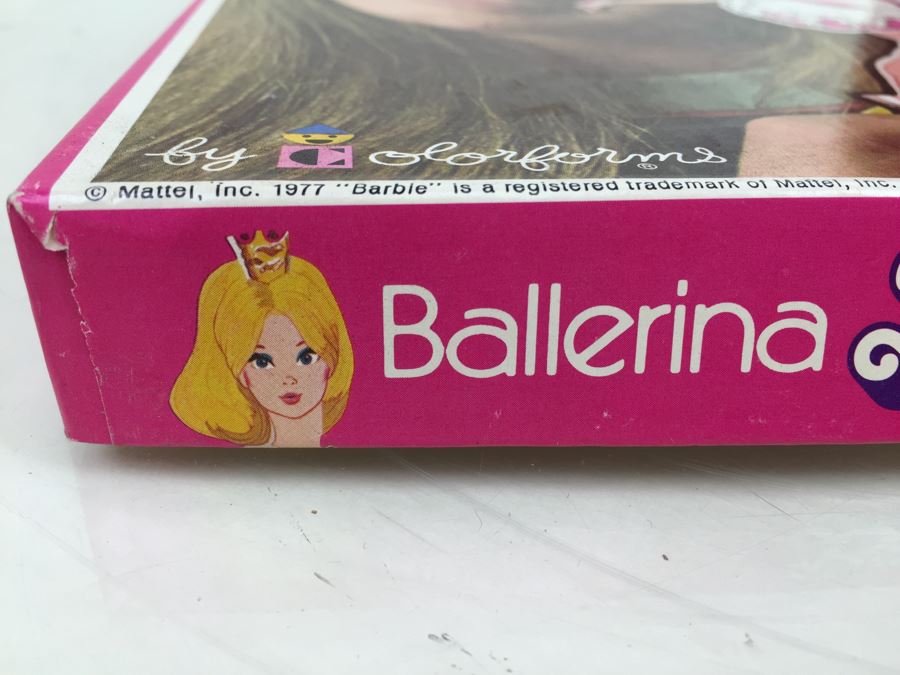 by Colorforms®
© Mattel, Inc. 1977 "Barbie" is a registered trademark of Mattel, Inc.
Ballerina